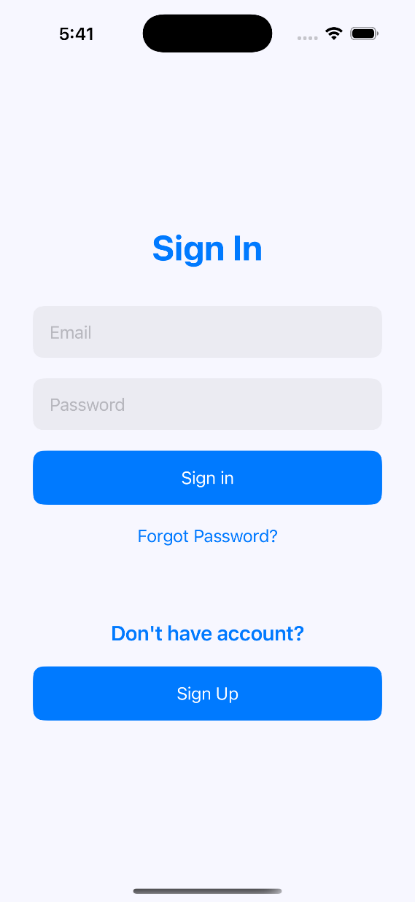 5:41
Sign In
Email
Password
Sign in
Forgot Password?
Don't have account?
Sign Up